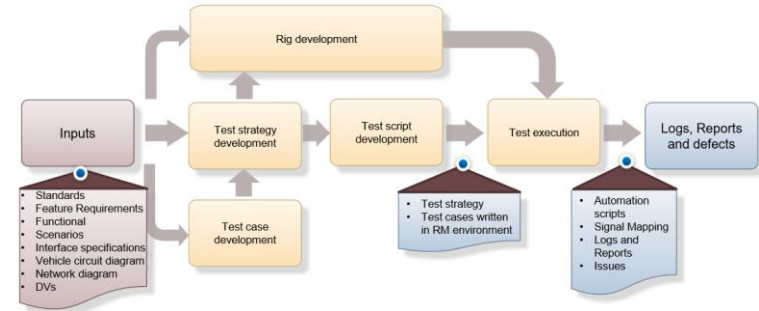 Rig development
Inputs
Test strategy
development
Test script
development
Test execution
Logs, Reports
and defects
Test case
development
• Standards
• Feature Requirements
• Functional
• Scenarios
• Interface specifications
• Vehicle circuit diagram
• Network diagram
• DVs
• Test strategy
• Test cases written
in RM environment
• Automation
scripts
• Signal Mapping
• Logs and
Reports
• Issues